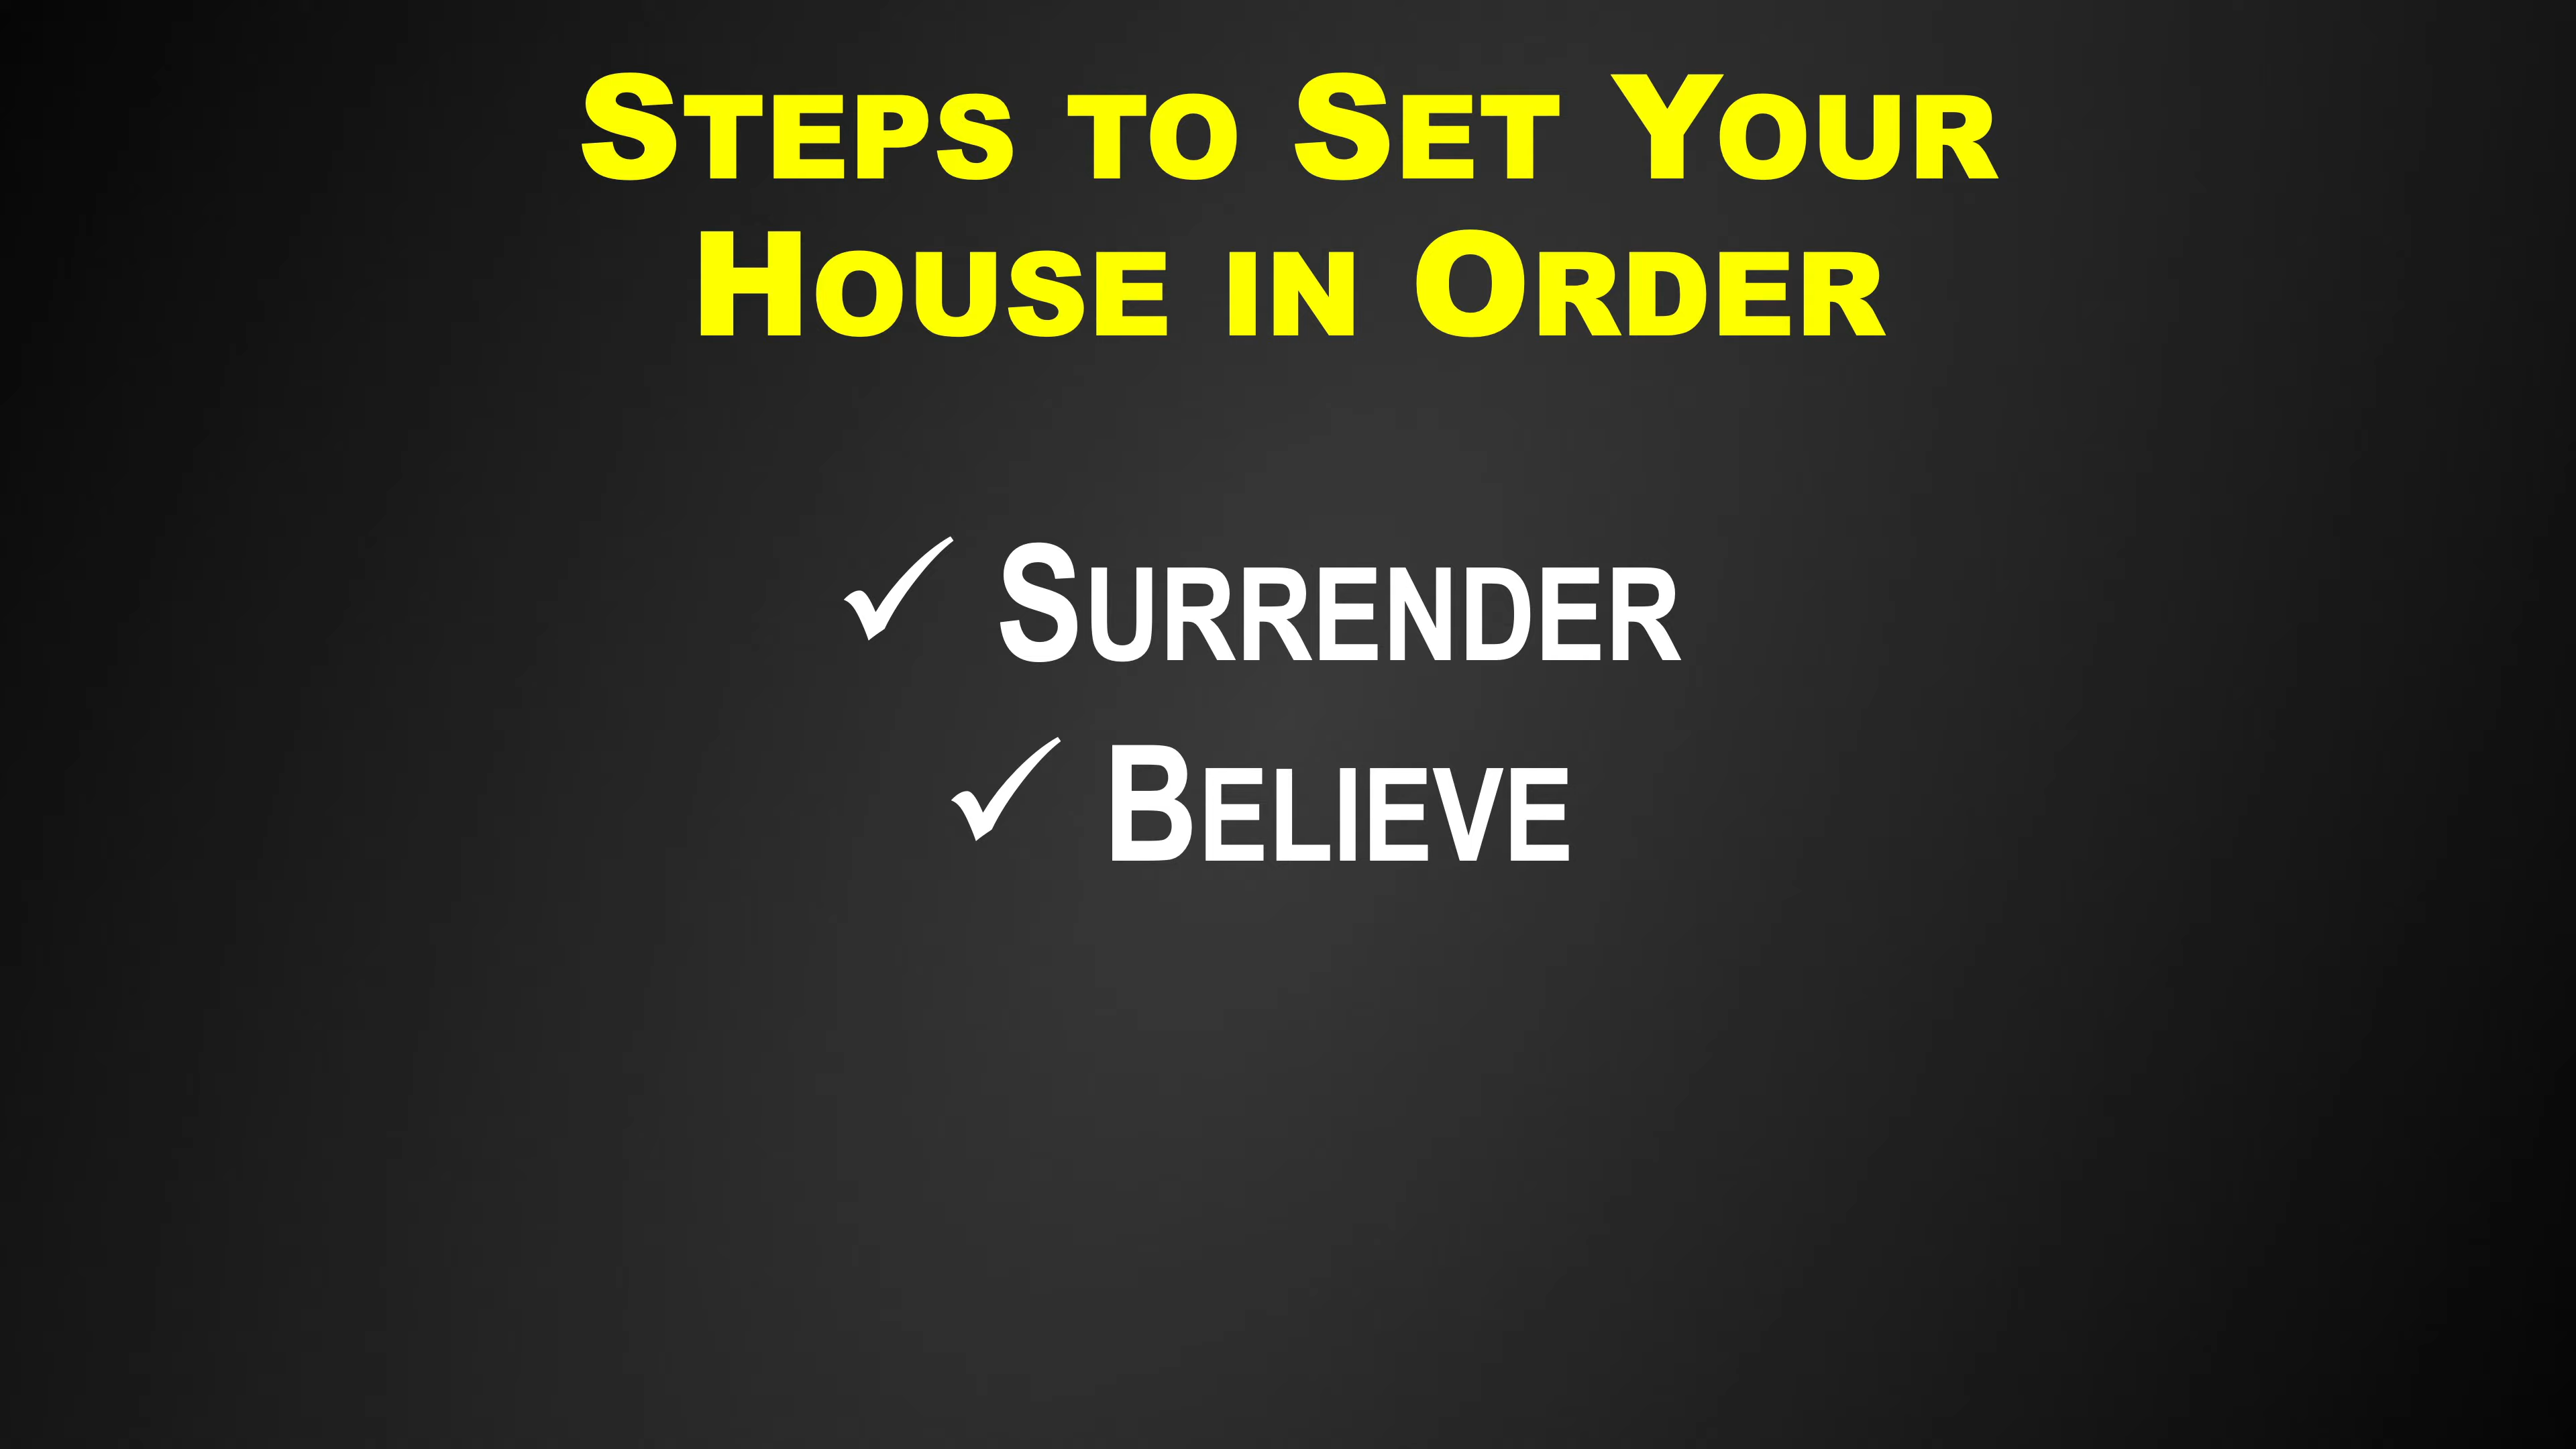 Steps to Set Your
House in Order
✓ Surrender
✓ Believe